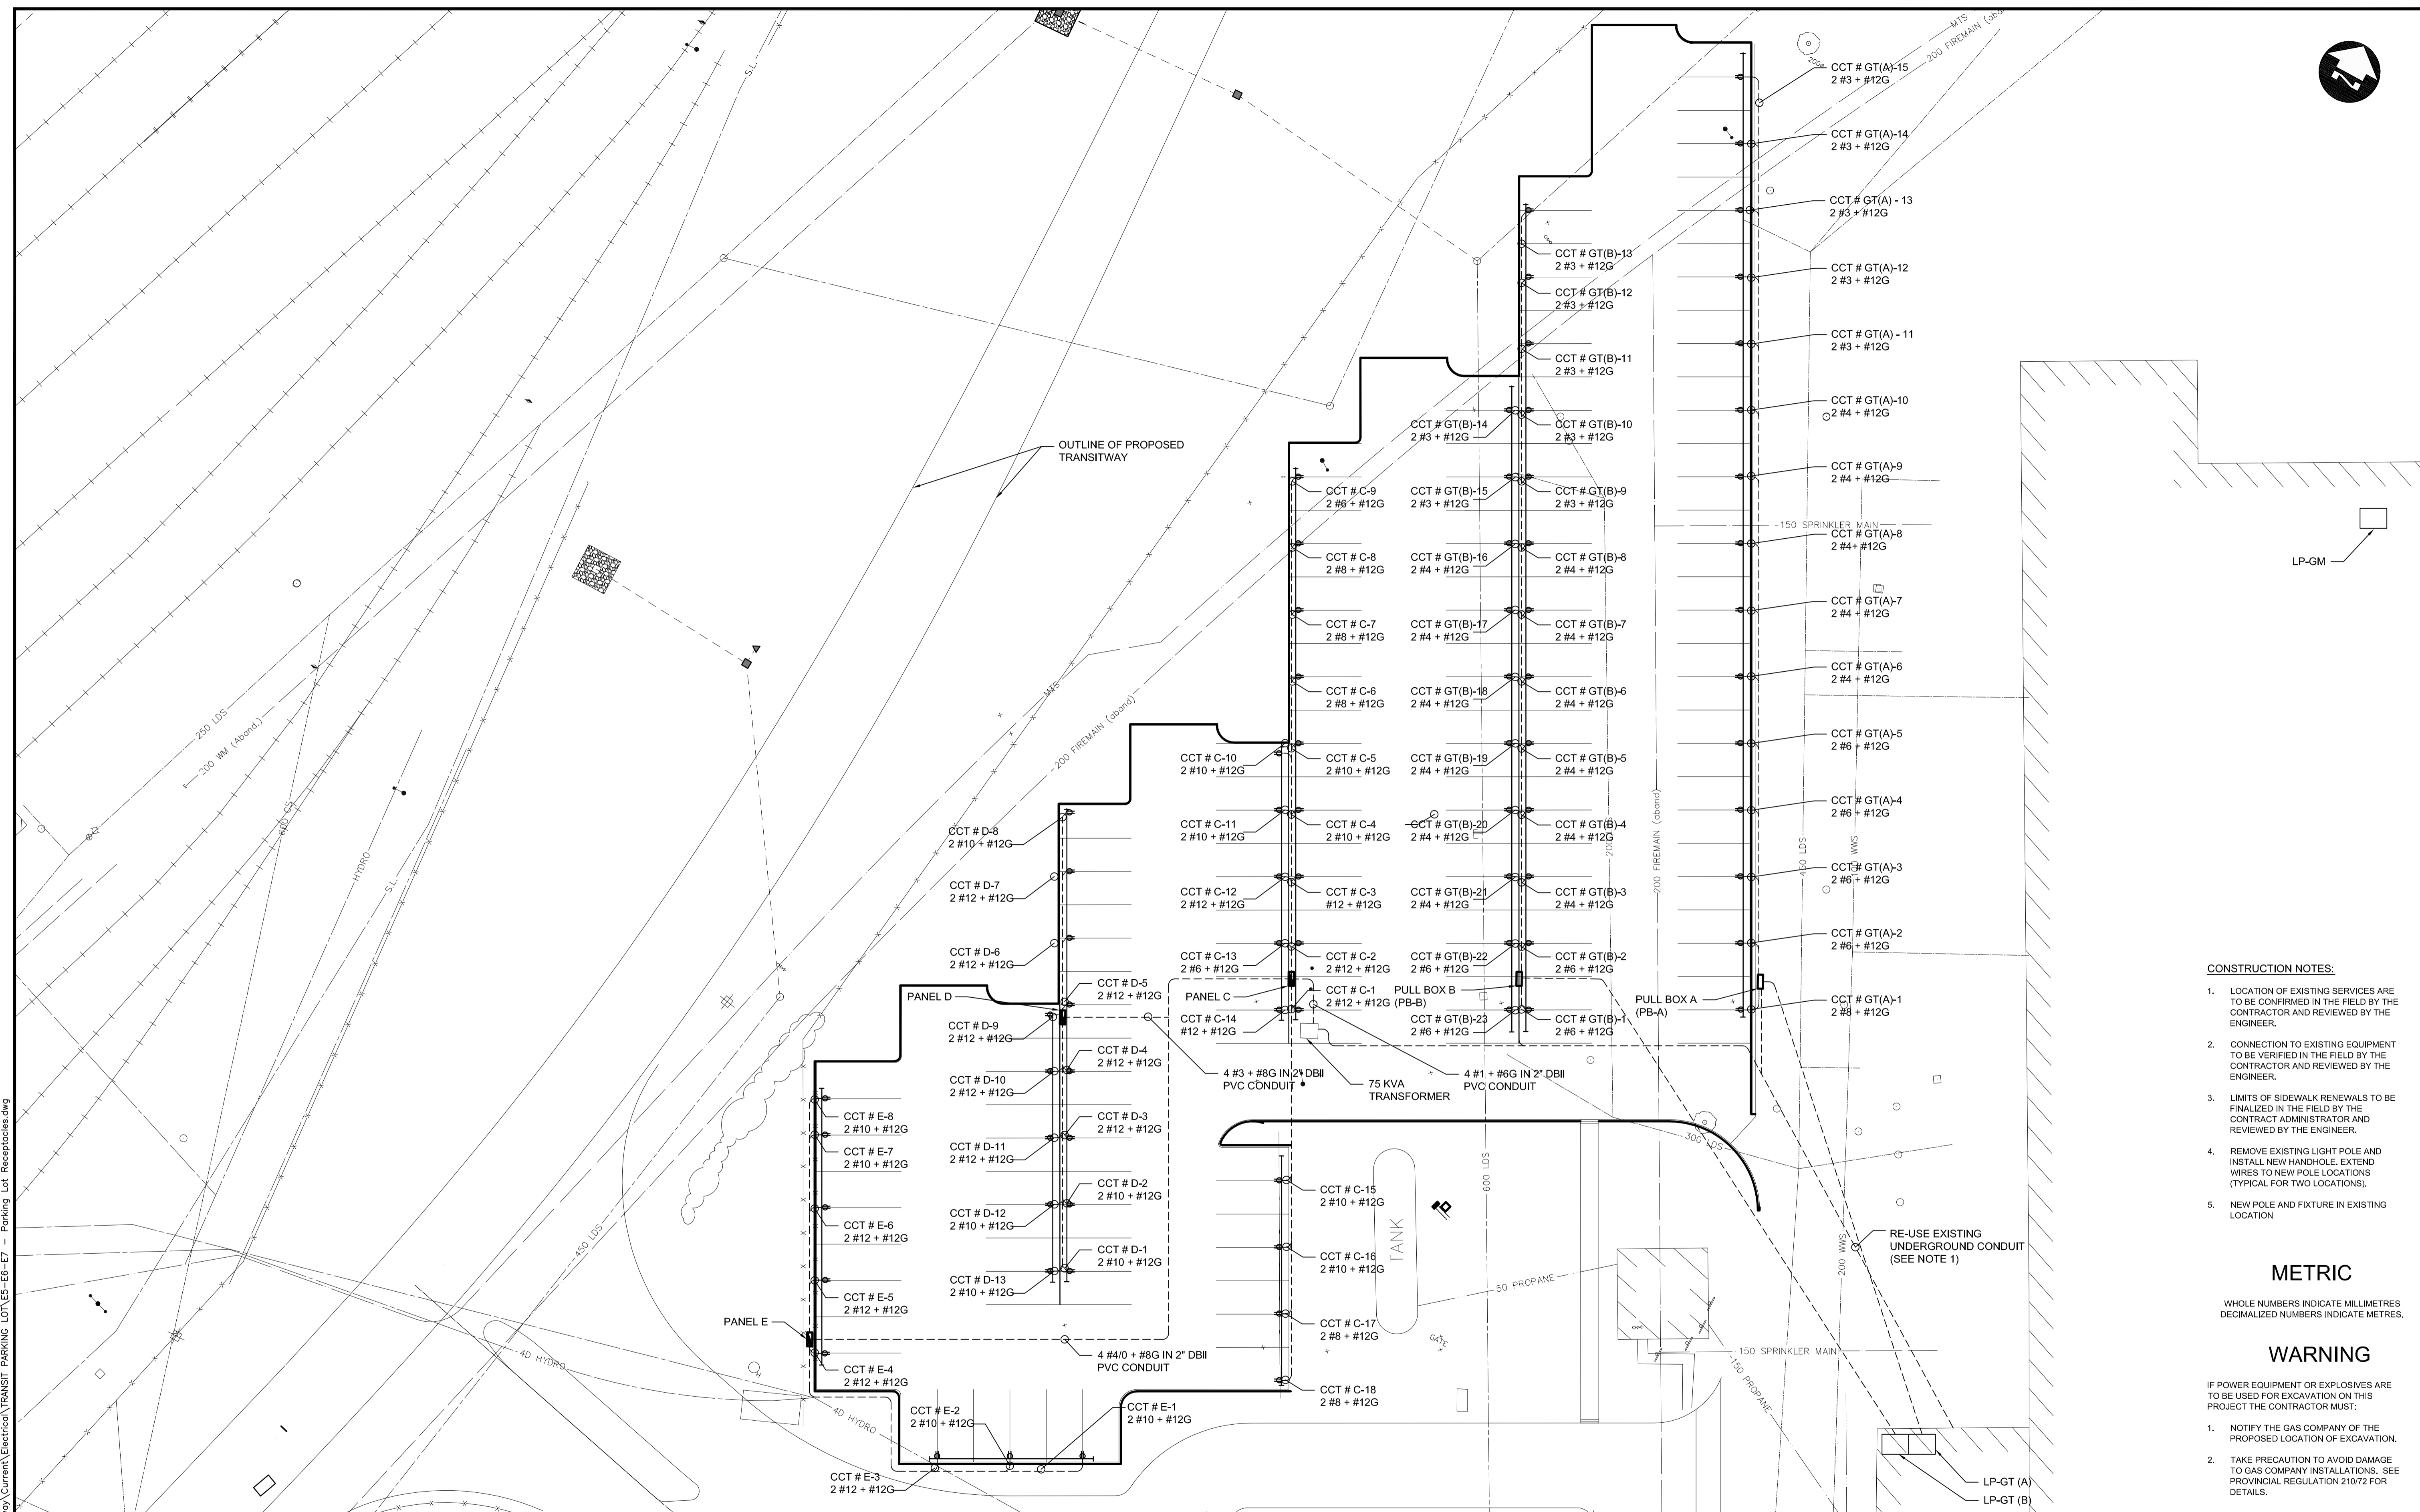 CCT # GT(A)-15
2 #3 + #12G
CCT # GT(A)-14
2 #3 + #12G
CCT # GT(A) - 13
2 #3 + #12G
CCT # GT(A)-12
2 #3 + #12G
CCT # GT(A) - 11
2 #3 + #12G
CCT # GT(A)-10
2 #4 + #12G
CCT # GT(A)-9
2 #4 + #12G
150 SPRINKLER MAIN
CCT # GT(A)-8
2 #4+ #12G
CCT # GT(A)-7
2 #4 + #12G
CCT # GT(A)-6
2 #4 + #12G
CCT # GT(A)-5
2 #6 + #12G
CCT # GT(A)-4
2 #6 + #12G
CCT # GT(A)-3
2 #6 + #12G
CCT # GT(A)-2
2 #6 + #12G
CCT # GT(A)-1
2 #8 + #12G
PULL BOX A
(PB-A)
CCT # GT(B)-13
2 #3 + #12G
CCT # GT(B)-12
2 #3 + #12G
CCT # GT(B)-11
2 #3 + #12G
CCT # GT(B)-10
2 #3 + #12G
CCT # GT(B)-9
2 #3 + #12G
CCT # GT(B)-8
2 #4 + #12G
CCT # GT(B)-7
2 #4 + #12G
CCT # GT(B)-6
2 #4 + #12G
CCT # GT(B)-5
2 #4 + #12G
CCT # GT(B)-4
2 #4 + #12G
CCT # GT(B)-3
2 #4 + #12G
CCT # GT(B)-2
2 #6 + #12G
CCT # GT(B)-1
2 #6 + #12G
CCT # GT(B)-14
2 #3 + #12G
CCT # GT(B)-15
2 #3 + #12G
CCT # GT(B)-16
2 #4 + #12G
CCT # GT(B)-17
2 #4 + #12G
CCT # GT(B)-18
2 #4 + #12G
CCT # GT(B)-19
2 #4 + #12G
CCT # GT(B)-20
2 #4 + #12G
CCT # GT(B)-21
2 #4 + #12G
CCT # GT(B)-22
2 #6 + #12G
PULL BOX B
(PB-B)
CCT # GT(B)-23
2 #6 + #12G
CCT # C-9
2 #6 + #12G
CCT # C-8
2 #8 + #12G
CCT # C-7
2 #8 + #12G
CCT # C-6
2 #8 + #12G
CCT # C-5
2 #10 + #12G
CCT # C-4
2 #10 + #12G
CCT # C-3
#12 + #12G
CCT # C-2
2 #12 + #12G
CCT # C-1
2 #12 + #12G
CCT # C-10
2 #10 + #12G
CCT # C-11
2 #10 + #12G
CCT # C-12
2 #12 + #12G
CCT # C-13
2 #6 + #12G
PANEL C
CCT # C-14
#12 + #12G
CCT # C-15
2 #10 + #12G
CCT # C-16
2 #10 + #12G
CCT # C-17
2 #8 + #12G
CCT # C-18
2 #8 + #12G
4 #3 + #8G IN 2" DBII
PVC CONDUIT
75 KVA
TRANSFORMER
4 #1 + #6G IN 2" DBII
PVC CONDUIT
CCT # D-8
2 #10 + #12G
CCT # D-7
2 #12 + #12G
CCT # D-6
2 #12 + #12G
PANEL D
CCT # D-5
2 #12 + #12G
CCT # D-9
2 #12 + #12G
CCT # D-4
2 #12 + #12G
CCT # D-10
2 #12 + #12G
CCT # D-3
2 #12 + #12G
CCT # D-11
2 #12 + #12G
CCT # D-2
2 #10 + #12G
CCT # D-12
2 #10 + #12G
CCT # D-1
2 #10 + #12G
CCT # D-13
2 #10 + #12G
CCT # E-8
2 #10 + #12G
CCT # E-7
2 #10 + #12G
CCT # E-6
2 #12 + #12G
CCT # E-5
2 #12 + #12G
PANEL E
CCT # E-4
2 #12 + #12G
4 #4/0 + #8G IN 2" DBII
PVC CONDUIT
CCT # E-2
2 #10 + #12G
CCT # E-1
2 #10 + #12G
CCT # E-3
2 #12 + #12G
OUTLINE OF PROPOSED
TRANSITWAY
S.L.
MTS
200 FIREMAIN
250 LDS
200 WM (Aband.)
600 CS
HYDRO
S.L.
450 LDS
4D HYDRO
4D HYDRO
MTS
200 FIREMAIN (aband)
200 FIREMAIN (aband)
450 LDS
WWS
600 LDS
300 LDS
TANK
50 PROPANE
GATE
150 PROPANE
150 SPRINKLER MAIN
200 WWS
RE-USE EXISTING
UNDERGROUND CONDUIT
(SEE NOTE 1)
LP-GM
LP-GT (A)
LP-GT (B)
CONSTRUCTION NOTES:
1. LOCATION OF EXISTING SERVICES ARE
TO BE CONFIRMED IN THE FIELD BY THE
CONTRACTOR AND REVIEWED BY THE
ENGINEER.
2. CONNECTION TO EXISTING EQUIPMENT
TO BE VERIFIED IN THE FIELD BY THE
CONTRACTOR AND REVIEWED BY THE
ENGINEER.
3. LIMITS OF SIDEWALK RENEWALS TO BE
FINALIZED IN THE FIELD BY THE
CONTRACT ADMINISTRATOR AND
REVIEWED BY THE ENGINEER.
4. REMOVE EXISTING LIGHT POLE AND
INSTALL NEW HANDHOLE. EXTEND
WIRES TO NEW POLE LOCATIONS
(TYPICAL FOR TWO LOCATIONS).
5. NEW POLE AND FIXTURE IN EXISTING
LOCATION
METRIC
WHOLE NUMBERS INDICATE MILLIMETRES
DECIMALIZED NUMBERS INDICATE METRES.
WARNING
IF POWER EQUIPMENT OR EXPLOSIVES ARE
TO BE USED FOR EXCAVATION ON THIS
PROJECT THE CONTRACTOR MUST:
1. NOTIFY THE GAS COMPANY OF THE
PROPOSED LOCATION OF EXCAVATION.
2. TAKE PRECAUTION TO AVOID DAMAGE
TO GAS COMPANY INSTALLATIONS. SEE
PROVINCIAL REGULATION 210/72 FOR
DETAILS.
\Current\Electrical\TRANSIT PARKING LOT\E5-E6-E7 - Parking Lot Receptacles.dwg